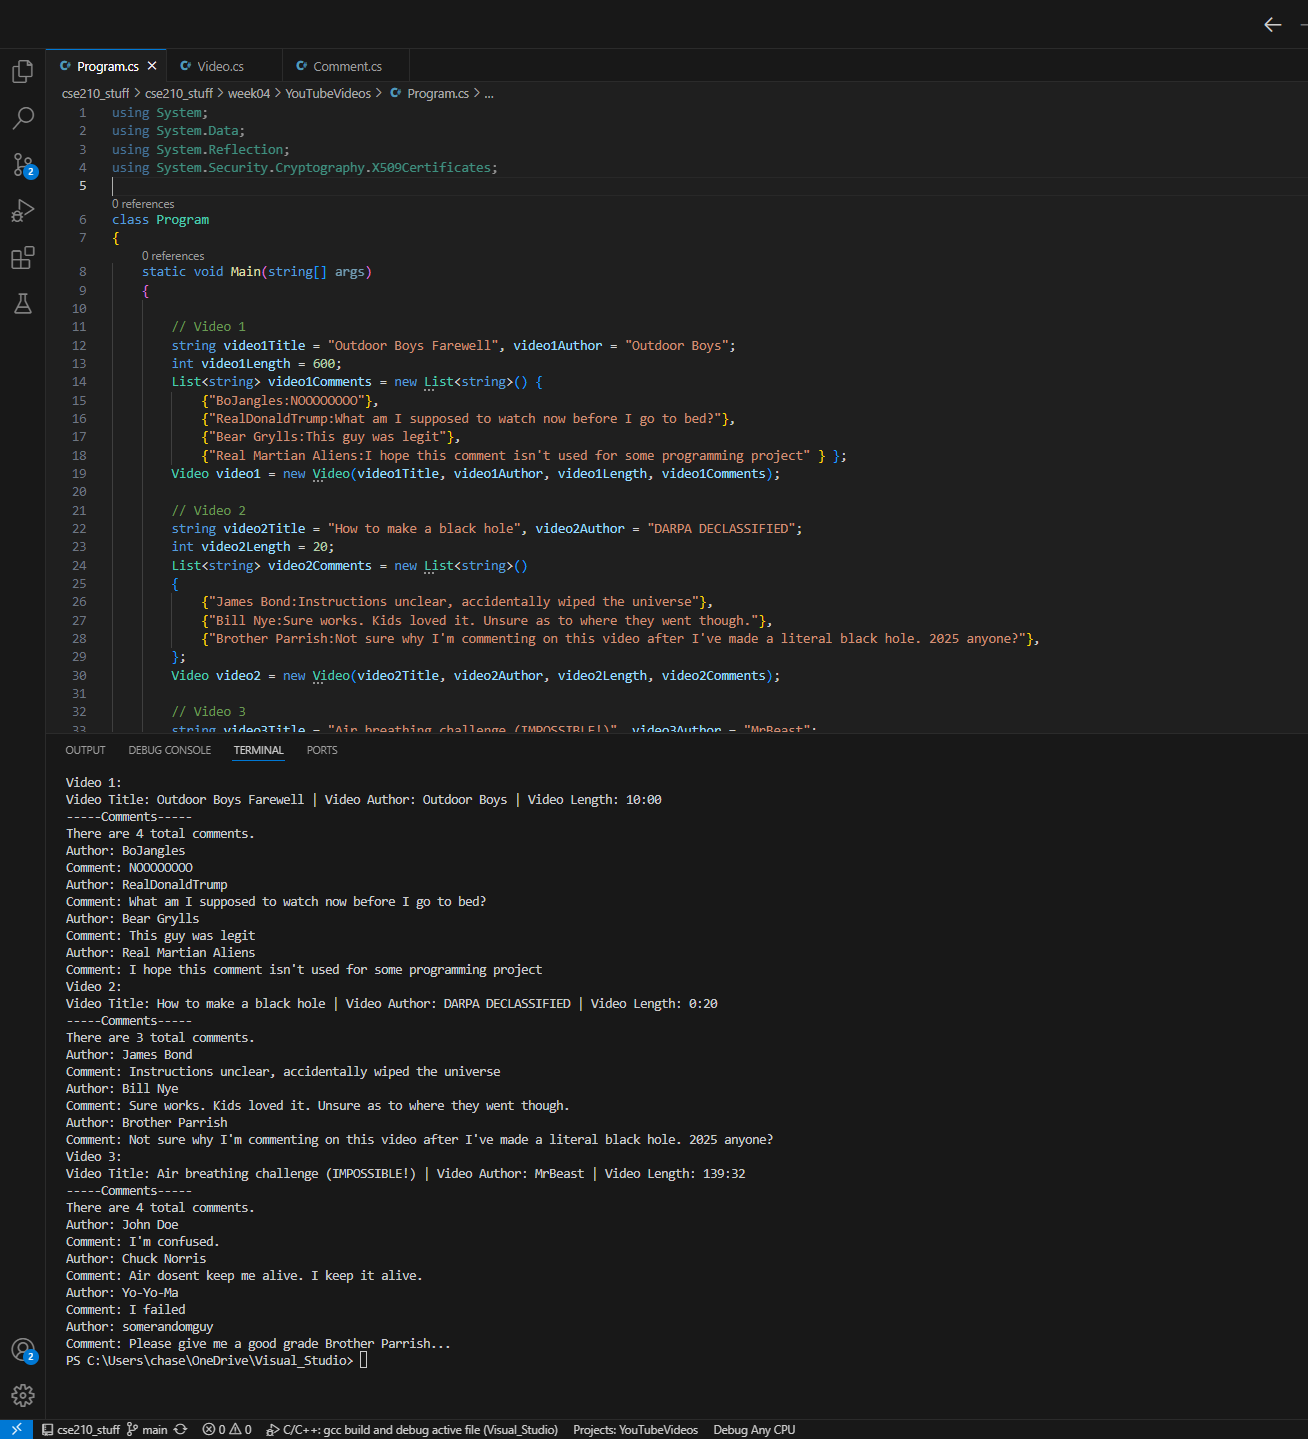 Program.cs
Video.cs
Comment.cs
cse210_stuff > cse210_stuff > week04 > YouTubeVideos > Program.cs > ...
1 using System;
2 using System.Data;
3 using System.Reflection;
4 using System.Security.Cryptography.X509Certificates;
5
0 references
6 class Program
7 {
0 references
8 static void Main(string[] args)
9 {
10
11 // Video 1
12 string video1Title = "Outdoor Boys Farewell", video1Author = "Outdoor Boys";
13 int video1Length = 600;
14 List<string> video1Comments = new List<string>() {
15 {"BoJangles:NOOOOOOOO"},
16 {"RealDonaldTrump:What am I supposed to watch now before I go to bed?"},
17 {"Bear Grylls:This guy was legit"},
18 {"Real Martian Aliens:I hope this comment isn't used for some programming project" } };
19 Video video1 = new Video(video1Title, video1Author, video1Length, video1Comments);
20
21 // Video 2
22 string video2Title = "How to make a black hole", video2Author = "DARPA DECLASSIFIED";
23 int video2Length = 20;
24 List<string> video2Comments = new List<string>()
25 {
26 {"James Bond:Instructions unclear, accidentally wiped the universe"},
27 {"Bill Nye:Sure works. Kids loved it. Unsure as to where they went though."},
28 {"Brother Parrish:Not sure why I'm commenting on this video after I've made a literal black hole. 2025 anyone?"},
29 };
30 Video video2 = new Video(video2Title, video2Author, video2Length, video2Comments);
31
32 // Video 3
33 string video3Title = "Air breathing challenge (IMPOSSIBLE!)", video3Author = "MrBeast";
OUTPUT DEBUG CONSOLE TERMINAL PORTS
Video 1:
Video Title: Outdoor Boys Farewell | Video Author: Outdoor Boys | Video Length: 10:00
-----Comments-----
There are 4 total comments.
Author: BoJangles
Comment: NOOOOOOOO
Author: RealDonaldTrump
Comment: What am I supposed to watch now before I go to bed?
Author: Bear Grylls
Comment: This guy was legit
Author: Real Martian Aliens
Comment: I hope this comment isn't used for some programming project
Video 2:
Video Title: How to make a black hole | Video Author: DARPA DECLASSIFIED | Video Length: 0:20
-----Comments-----
There are 3 total comments.
Author: James Bond
Comment: Instructions unclear, accidentally wiped the universe
Author: Bill Nye
Comment: Sure works. Kids loved it. Unsure as to where they went though.
Author: Brother Parrish
Comment: Not sure why I'm commenting on this video after I've made a literal black hole. 2025 anyone?
Video 3:
Video Title: Air breathing challenge (IMPOSSIBLE!) | Video Author: MrBeast | Video Length: 139:32
-----Comments-----
There are 4 total comments.
Author: John Doe
Comment: I'm confused.
Author: Chuck Norris
Comment: Air dosent keep me alive. I keep it alive.
Author: Yo-Yo-Ma
Comment: I failed
Author: somerandomguy
Comment: Please give me a good grade Brother Parrish...
PS C:\Users\chase\OneDrive\Visual_Studio>
2
2
cse210_stuff main 0 0 C/C++: gcc build and debug active file (Visual_Studio) Projects: YouTubeVideos Debug Any CPU